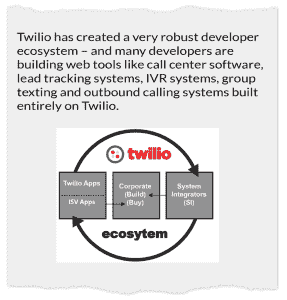 Twilio has created a very robust developer
ecosystem – and many developers are
building web tools like call center software,
lead tracking systems, IVR systems, group
texting and outbound calling systems built
entirely on Twilio.
twilio
Twilio Apps
ISV Apps
Corporate
(Build)
(Buy)
System
Integrators
(SI)
ecosytem